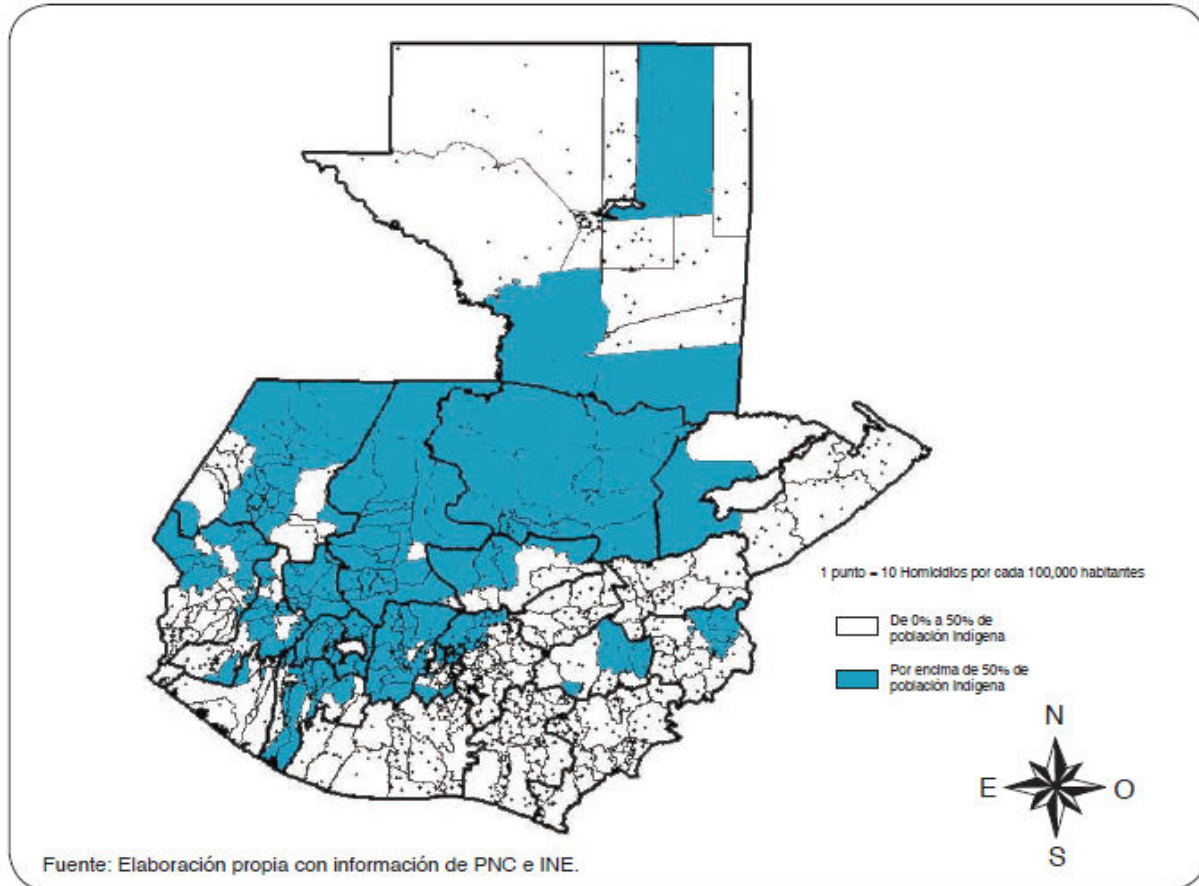 1 punto = 10 Homicidios por cada 100,000 habitantes
De 0% a 50% de
población Indígena
Por encima de 50% de
población Indígena
N
E
O
S
Fuente: Elaboración propia con información de PNC e INE.